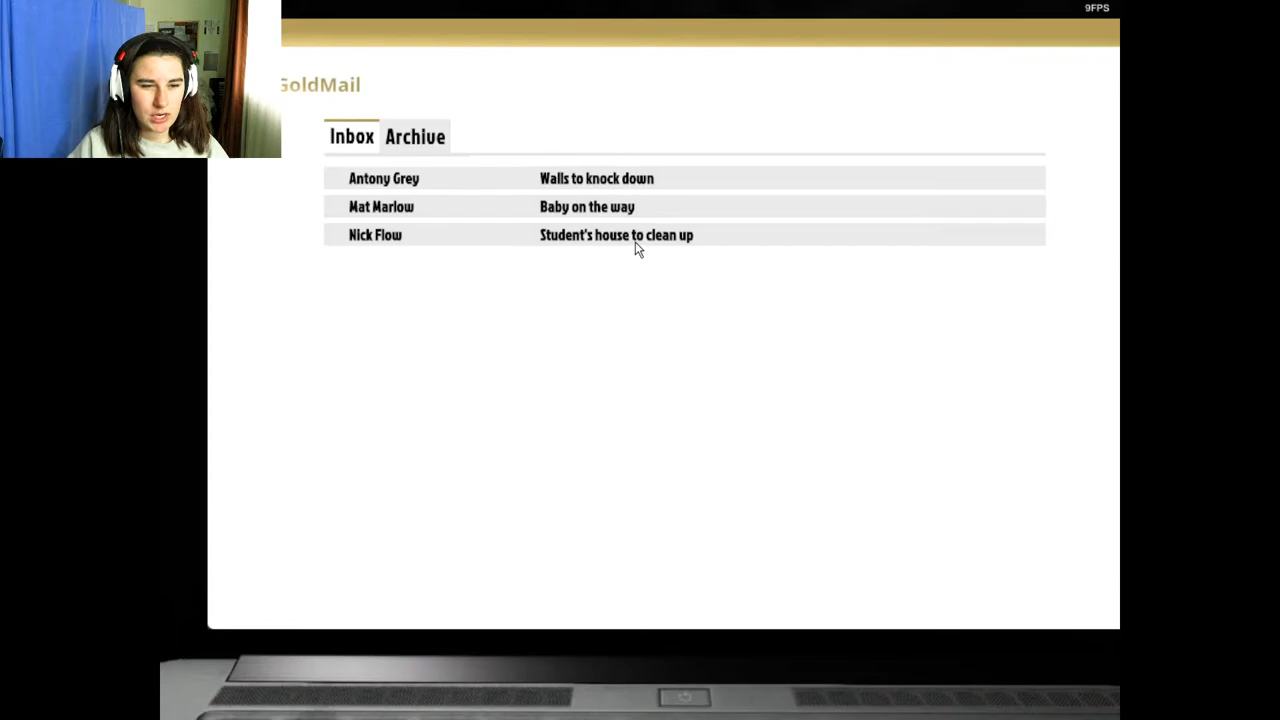 9FPS
GoldMail
Inbox Archive
Antony Grey Walls to knock down
Mat Marlow Baby on the way
Nick Flow Student's house to clean up